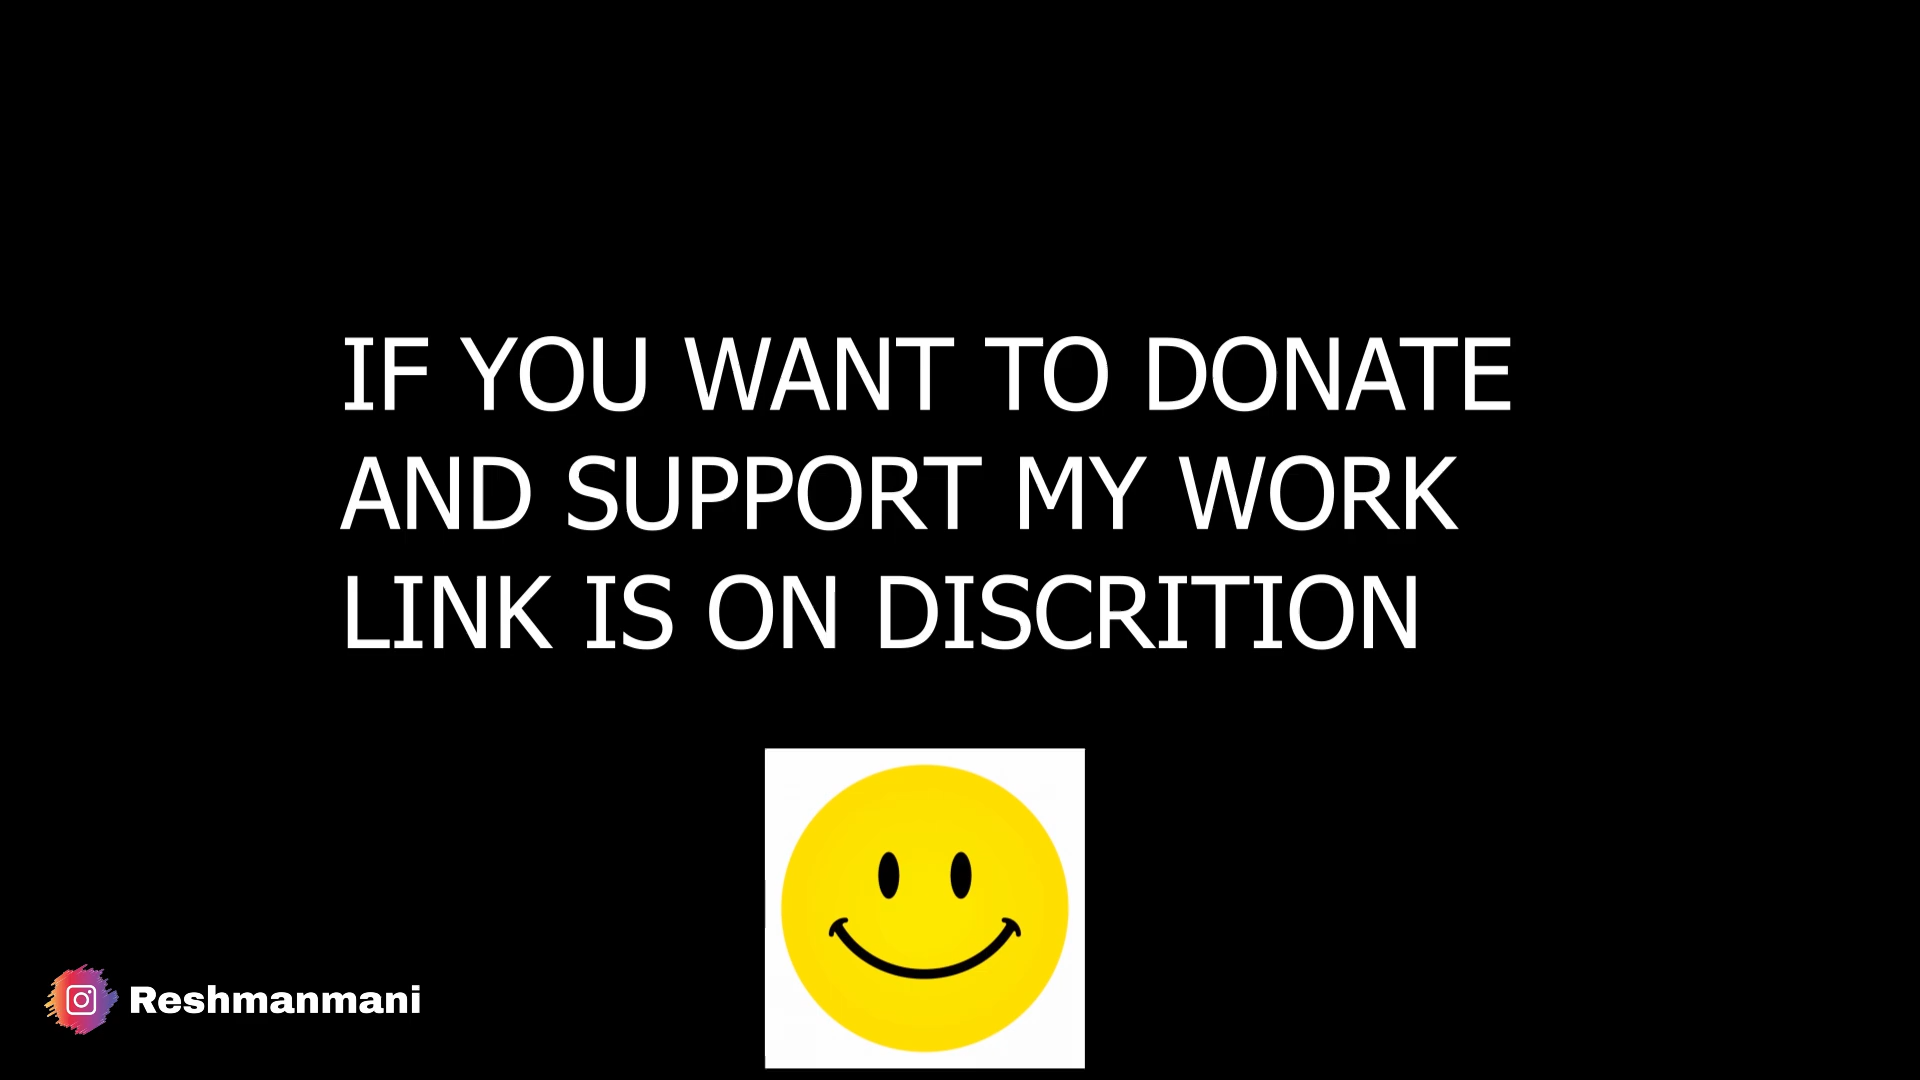 IF YOU WANT TO DONATE
AND SUPPORT MY WORK
LINK IS ON DISCRITION
Reshmanmani